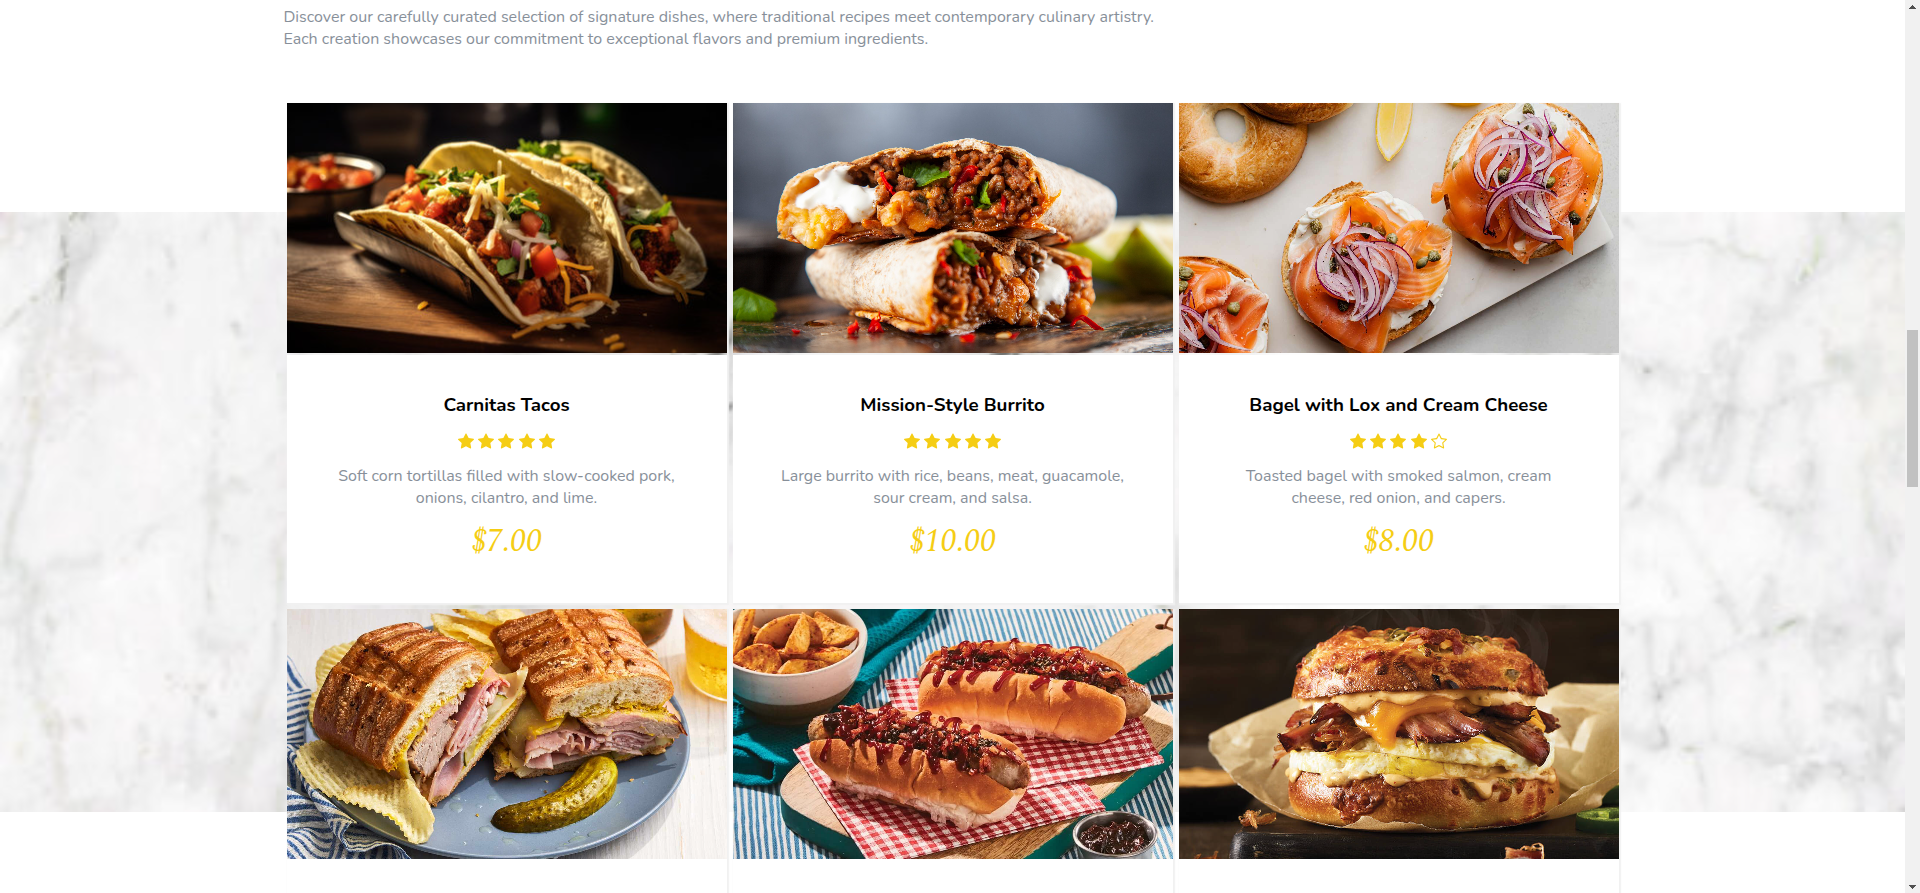 Discover our carefully curated selection of signature dishes, where traditional recipes meet contemporary culinary artistry.
Each creation showcases our commitment to exceptional flavors and premium ingredients.
Carnitas Tacos
Soft corn tortillas filled with slow-cooked pork,
onions, cilantro, and lime.
$7.00
Mission-Style Burrito
Large burrito with rice, beans, meat, guacamole,
sour cream, and salsa.
$10.00
Bagel with Lox and Cream Cheese
Toasted bagel with smoked salmon, cream
cheese, red onion, and capers.
$8.00